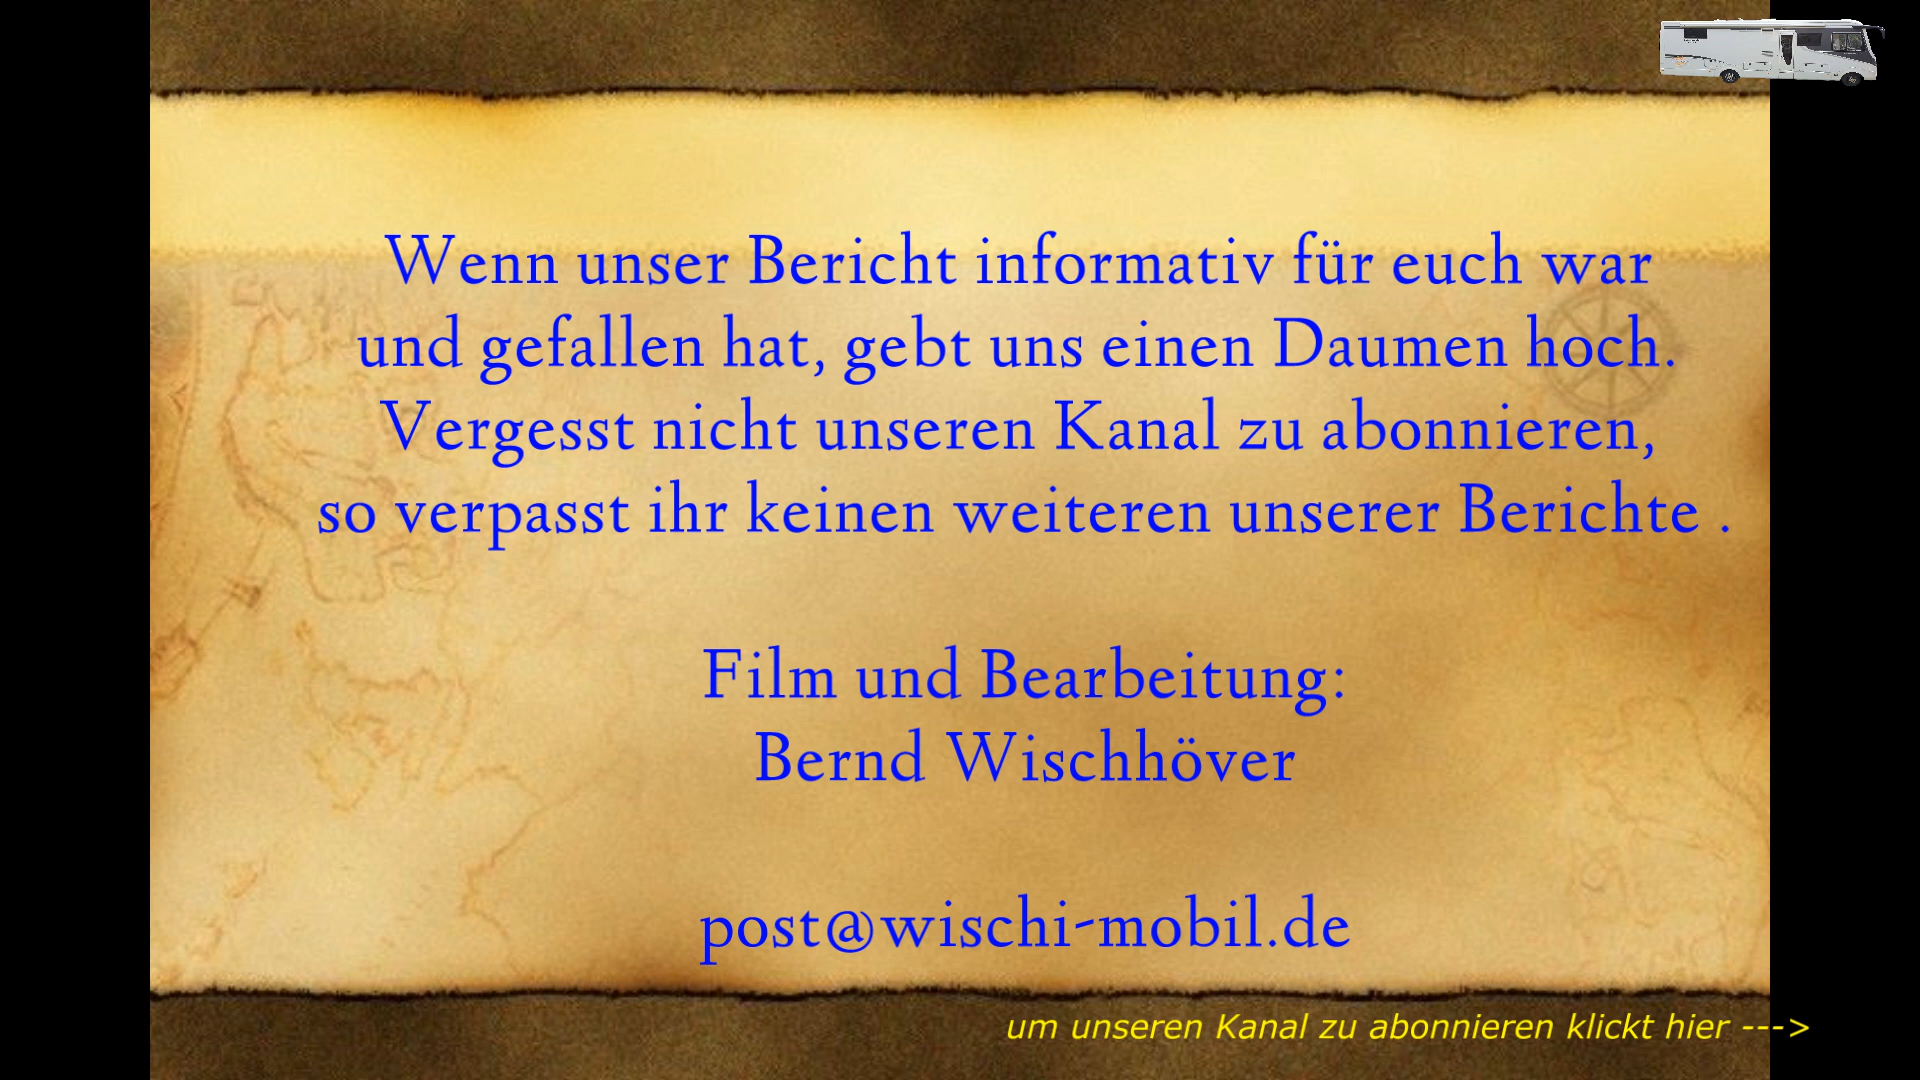 Wenn unser Bericht informativ für euch war
und gefallen hat, gebt uns einen Daumen hoch.
Vergesst nicht unseren Kanal zu abonnieren,
so verpasst ihr keinen weiteren unserer Berichte .
Film und Bearbeitung:
Bernd Wischhöver
post@wischi-mobil.de
um unseren Kanal zu abonnieren klickt hier --->